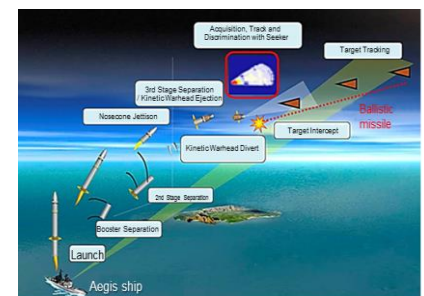 Acquisition, Track and
Discrimination with Seeker
Target Tracking
3rd Stage Separation
/ Kinetic Warhead Ejection
Nosecone Jettison
Ballistic
missile
Target Intercept
Kinetic Warhead Divert
2nd Stage Separation
Booster Separation
Launch
Aegis ship